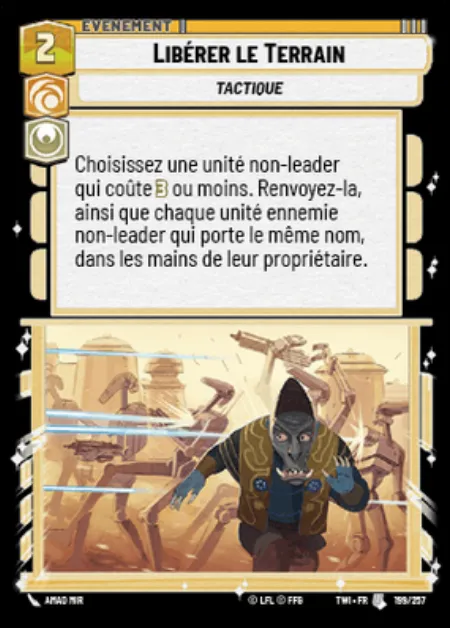 ÉVÉNEMENT
2
LIBÉRER LE TERRAIN
TACTIQUE
Choisissez une unité non-leader
qui coûte 3 ou moins. Renvoyez-la,
ainsi que chaque unité ennemie
non-leader qui porte le même nom,
dans les mains de leur propriétaire.
AMAD MIR
© LFL © FFG
TWI • FR
199/257